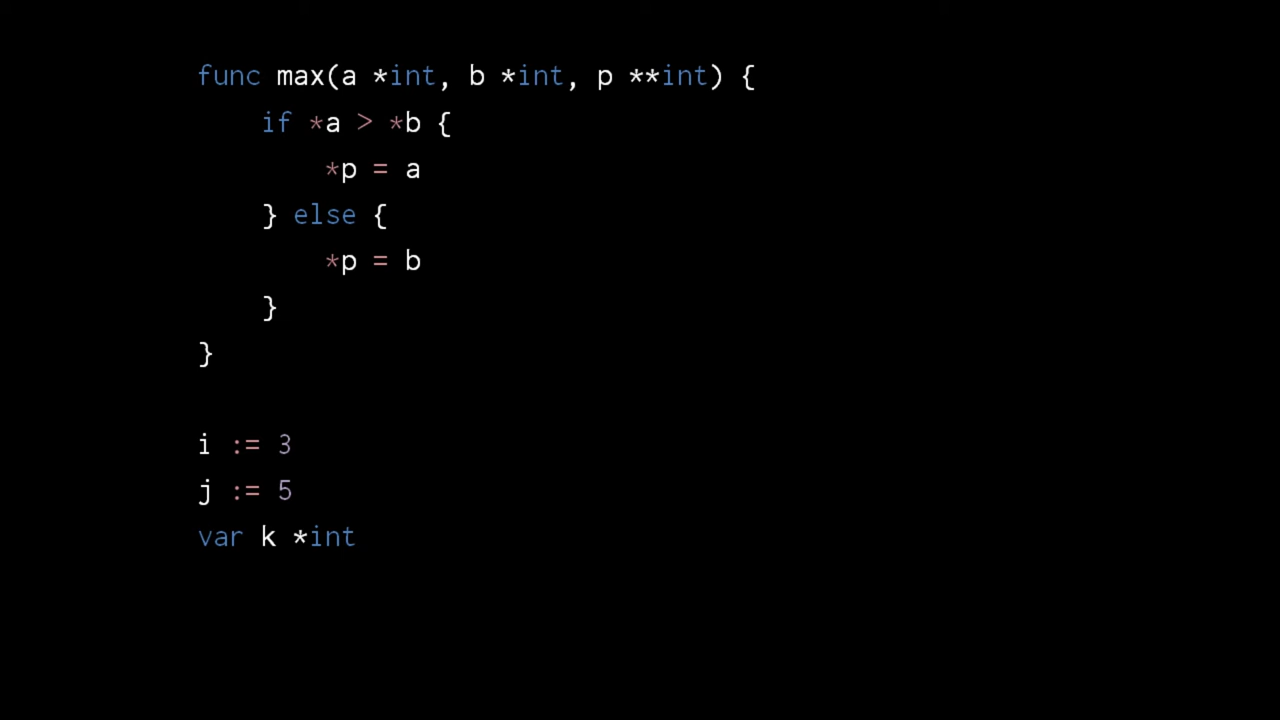 func max(a *int, b *int, p **int) {
    if *a > *b {
        *p = a
    } else {
        *p = b
    }
}

i := 3
j := 5
var k *int